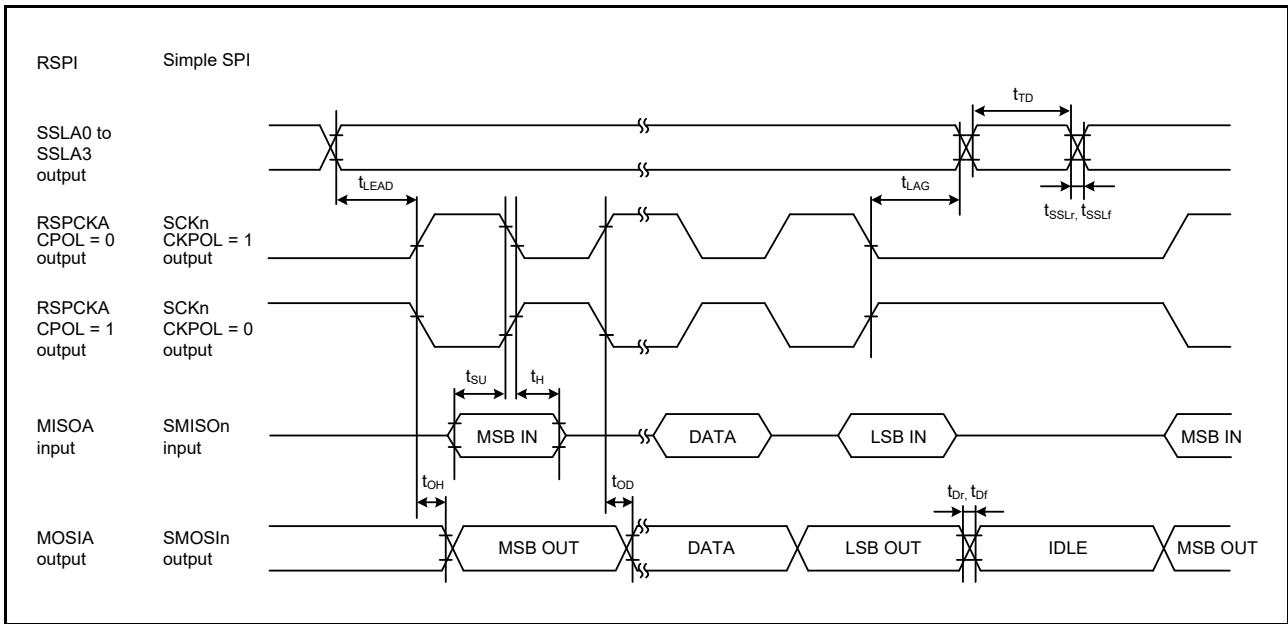 RSPI
Simple SPI
tTD
SSLA0 to
SSLA3
output
tLEAD
tLAG
tSSLr, tSSLf
RSPCKA
CPOL = 0
output
SCKn
CKPOL = 1
output
RSPCKA
CPOL = 1
output
SCKn
CKPOL = 0
output
tSU
tH
MISOA
input
SMISOn
input
MSB IN
DATA
LSB IN
MSB IN
tOH
tOD
tDr, tDf
MOSIA
output
SMOSIn
output
MSB OUT
DATA
LSB OUT
IDLE
MSB OUT